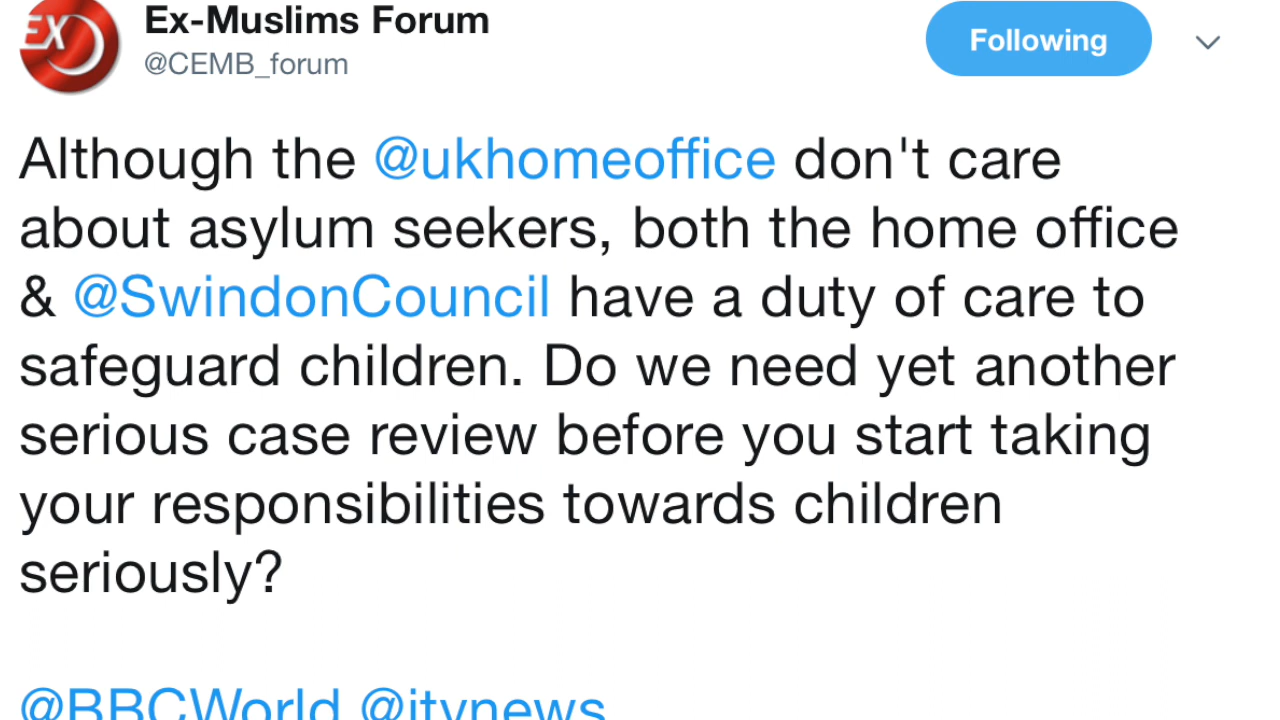 EX
Ex-Muslims Forum
@CEMB_forum
Following
Although the @ukhomeoffice don't care
about asylum seekers, both the home office
& @SwindonCouncil have a duty of care to
safeguard children. Do we need yet another
serious case review before you start taking
your responsibilities towards children
seriously?
@BBCWorld @itvnews